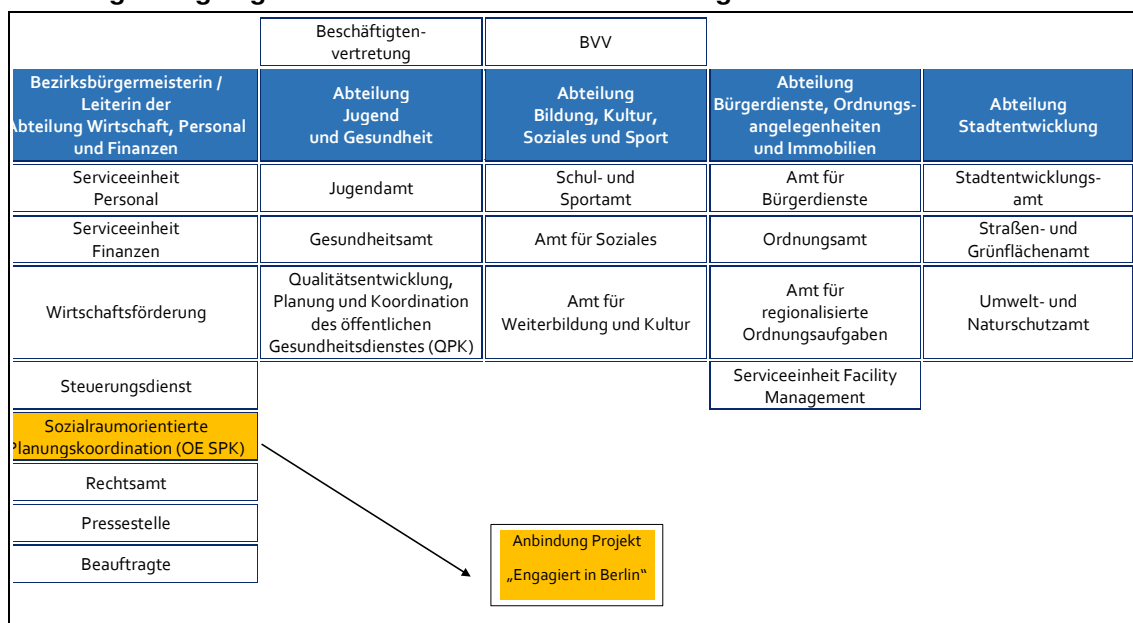 Beschäftigten-
vertretung
BVV
Bezirksbürgermeisterin /
Leiterin der
Abteilung Wirtschaft, Personal
und Finanzen
Abteilung
Jugend
und Gesundheit
Abteilung
Bildung, Kultur,
Soziales und Sport
Abteilung
Bürgerdienste, Ordnungs-
angelegenheiten
und Immobilien
Abteilung
Stadtentwicklung
Serviceeinheit
Personal
Jugendamt
Schul- und
Sportamt
Amt für
Bürgerdienste
Stadtentwicklungs-
amt
Serviceeinheit
Finanzen
Gesundheitsamt
Amt für Soziales
Ordnungsamt
Straßen- und
Grünflächenamt
Wirtschaftsförderung
Qualitätsentwicklung,
Planung und Koordination
des öffentlichen
Gesundheitsdienstes (QPK)
Amt für
Weiterbildung und Kultur
Amt für
regionalisierte
Ordnungsaufgaben
Umwelt- und
Naturschutzamt
Steuerungsdienst
Serviceeinheit Facility
Management
Sozialraumorientierte
Planungskoordination (OE SPK)
Rechtsamt
Pressestelle
Beauftragte
Anbindung Projekt
„Engagiert in Berlin“